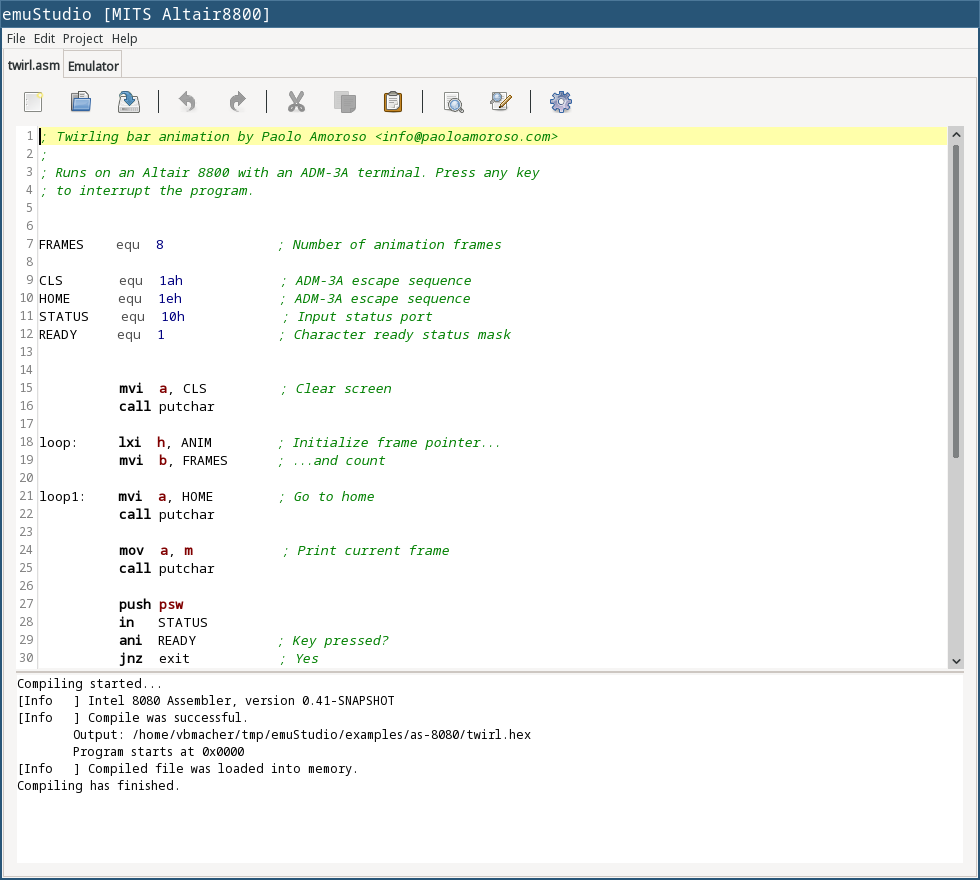 emuStudio [MITS Altair8800]
File Edit Project Help
twirl.asm Emulator
1 ; Twirling bar animation by Paolo Amoroso <info@paoloamoroso.com>
2 ;
3 ; Runs on an Altair 8800 with an ADM-3A terminal. Press any key
4 ; to interrupt the program.
5
6
7 FRAMES equ 8 ; Number of animation frames
8
9 CLS equ 1ah ; ADM-3A escape sequence
10 HOME equ 1eh ; ADM-3A escape sequence
11 STATUS equ 10h ; Input status port
12 READY equ 1 ; Character ready status mask
13
14
15 mvi a, CLS ; Clear screen
16 call putchar
17
18 loop: lxi h, ANIM ; Initialize frame pointer...
19 mvi b, FRAMES ; ...and count
20
21 loop1: mvi a, HOME ; Go to home
22 call putchar
23
24 mov a, m ; Print current frame
25 call putchar
26
27 push psw
28 in STATUS
29 ani READY ; Key pressed?
30 jnz exit ; Yes
Compiling started...
[Info ] Intel 8080 Assembler, version 0.41-SNAPSHOT
[Info ] Compile was successful.
Output: /home/vbmacher/tmp/emuStudio/examples/as-8080/twirl.hex
Program starts at 0x0000
[Info ] Compiled file was loaded into memory.
Compiling has finished.